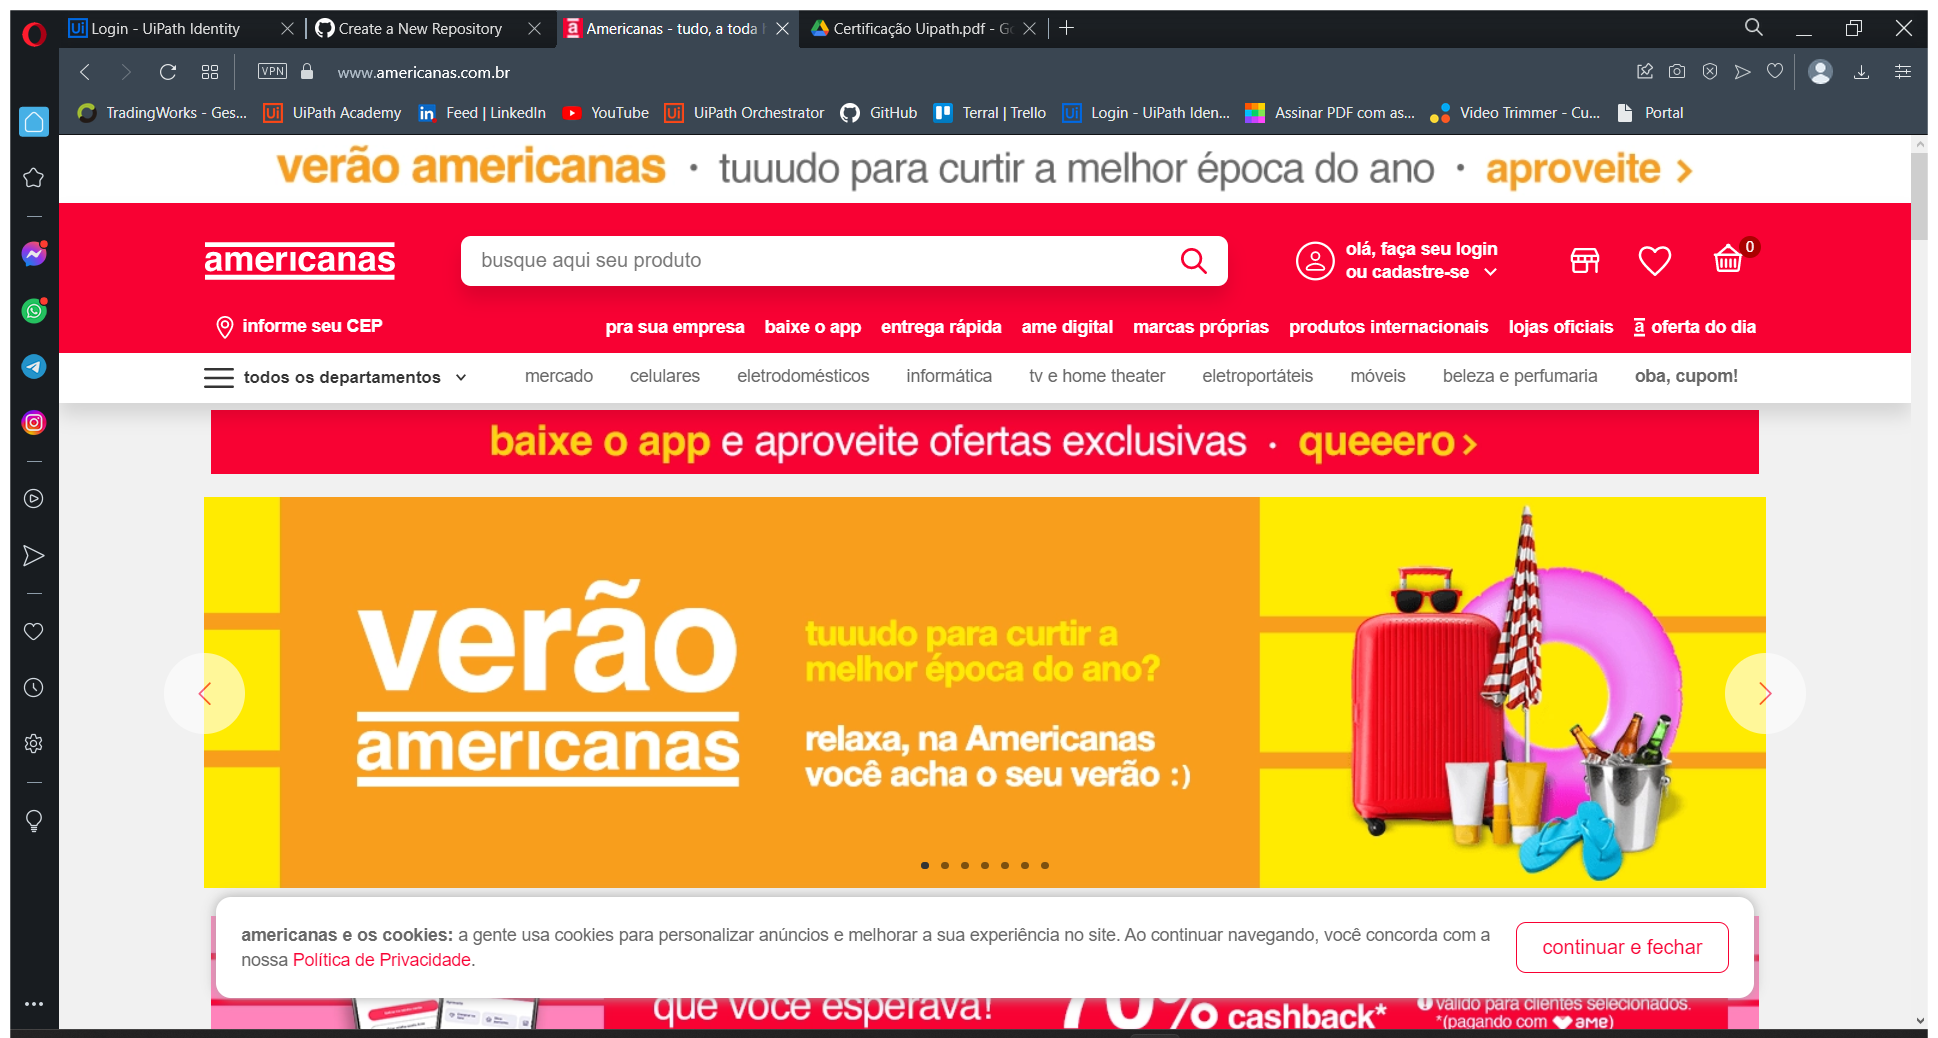 Login - UiPath Identity
Create a New Repository
Americanas - tudo, a toda
Certificação Uipath.pdf - Go
VPN
www.americanas.com.br
TradingWorks - Ges...
UiPath Academy
Feed | LinkedIn
YouTube
UiPath Orchestrator
GitHub
Terral | Trello
Login - UiPath Iden...
Assinar PDF com as...
Video Trimmer - Cu...
Portal
verão americanas · tuuudo para curtir a melhor época do ano · aproveite >
americanas
busque aqui seu produto
olá, faça seu login
ou cadastre-se
0
informe seu CEP
pra sua empresa
baixe o app
entrega rápida
ame digital
marcas próprias
produtos internacionais
lojas oficiais
a oferta do dia
todos os departamentos
mercado
celulares
eletrodomésticos
informática
tv e home theater
eletroportáteis
móveis
beleza e perfumaria
oba, cupom!
baixe o app e aproveite ofertas exclusivas · queeero >
verão
americanas
tuuudo para curtir a
melhor época do ano?
relaxa, na Americanas
você acha o seu verão :)
americanas e os cookies: a gente usa cookies para personalizar anúncios e melhorar a sua experiência no site. Ao continuar navegando, você concorda com a
nossa Política de Privacidade.
continuar e fechar
que você esperava!
70%
cashback*
válido para clientes selecionados.
*(pagando com ame)